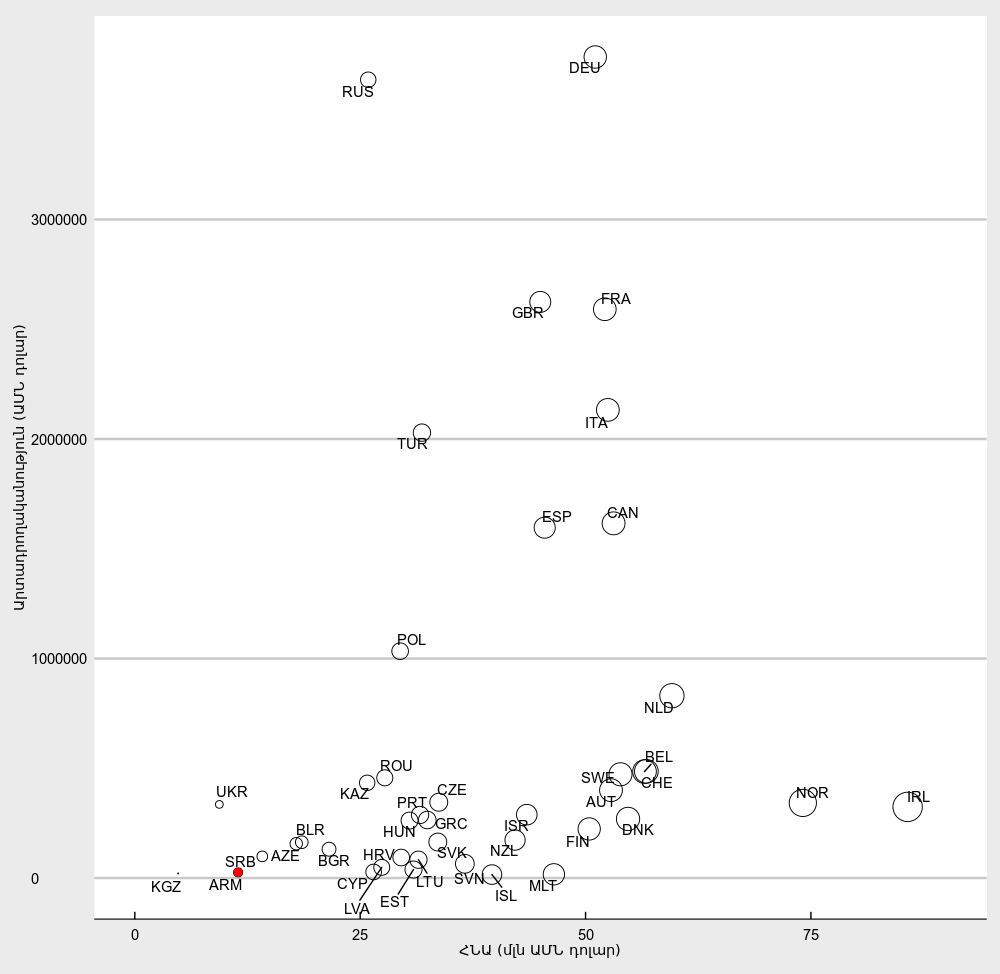 DEU
RUS
3000000
FRA
GBR
ITA
2000000
TUR
ESP
CAN
POL
1000000
NLD
BEL
ROU
SWE
CHE
KAZ
CZE
UKR
NOR
IRL
PRT
AUT
GRC
ISR
BLR
HUN
DNK
FIN
NZL
SVK
HRV
AZE
BGR
SRB
0
SVN
LTU
CYP
ARM
KGZ
MLT
ISL
EST
LVA
0
25
50
75
ՀՆԱ (մլն ԱՄՆ դոլար)
Արտադրողականությունը (ԱՄՆ դոլար)